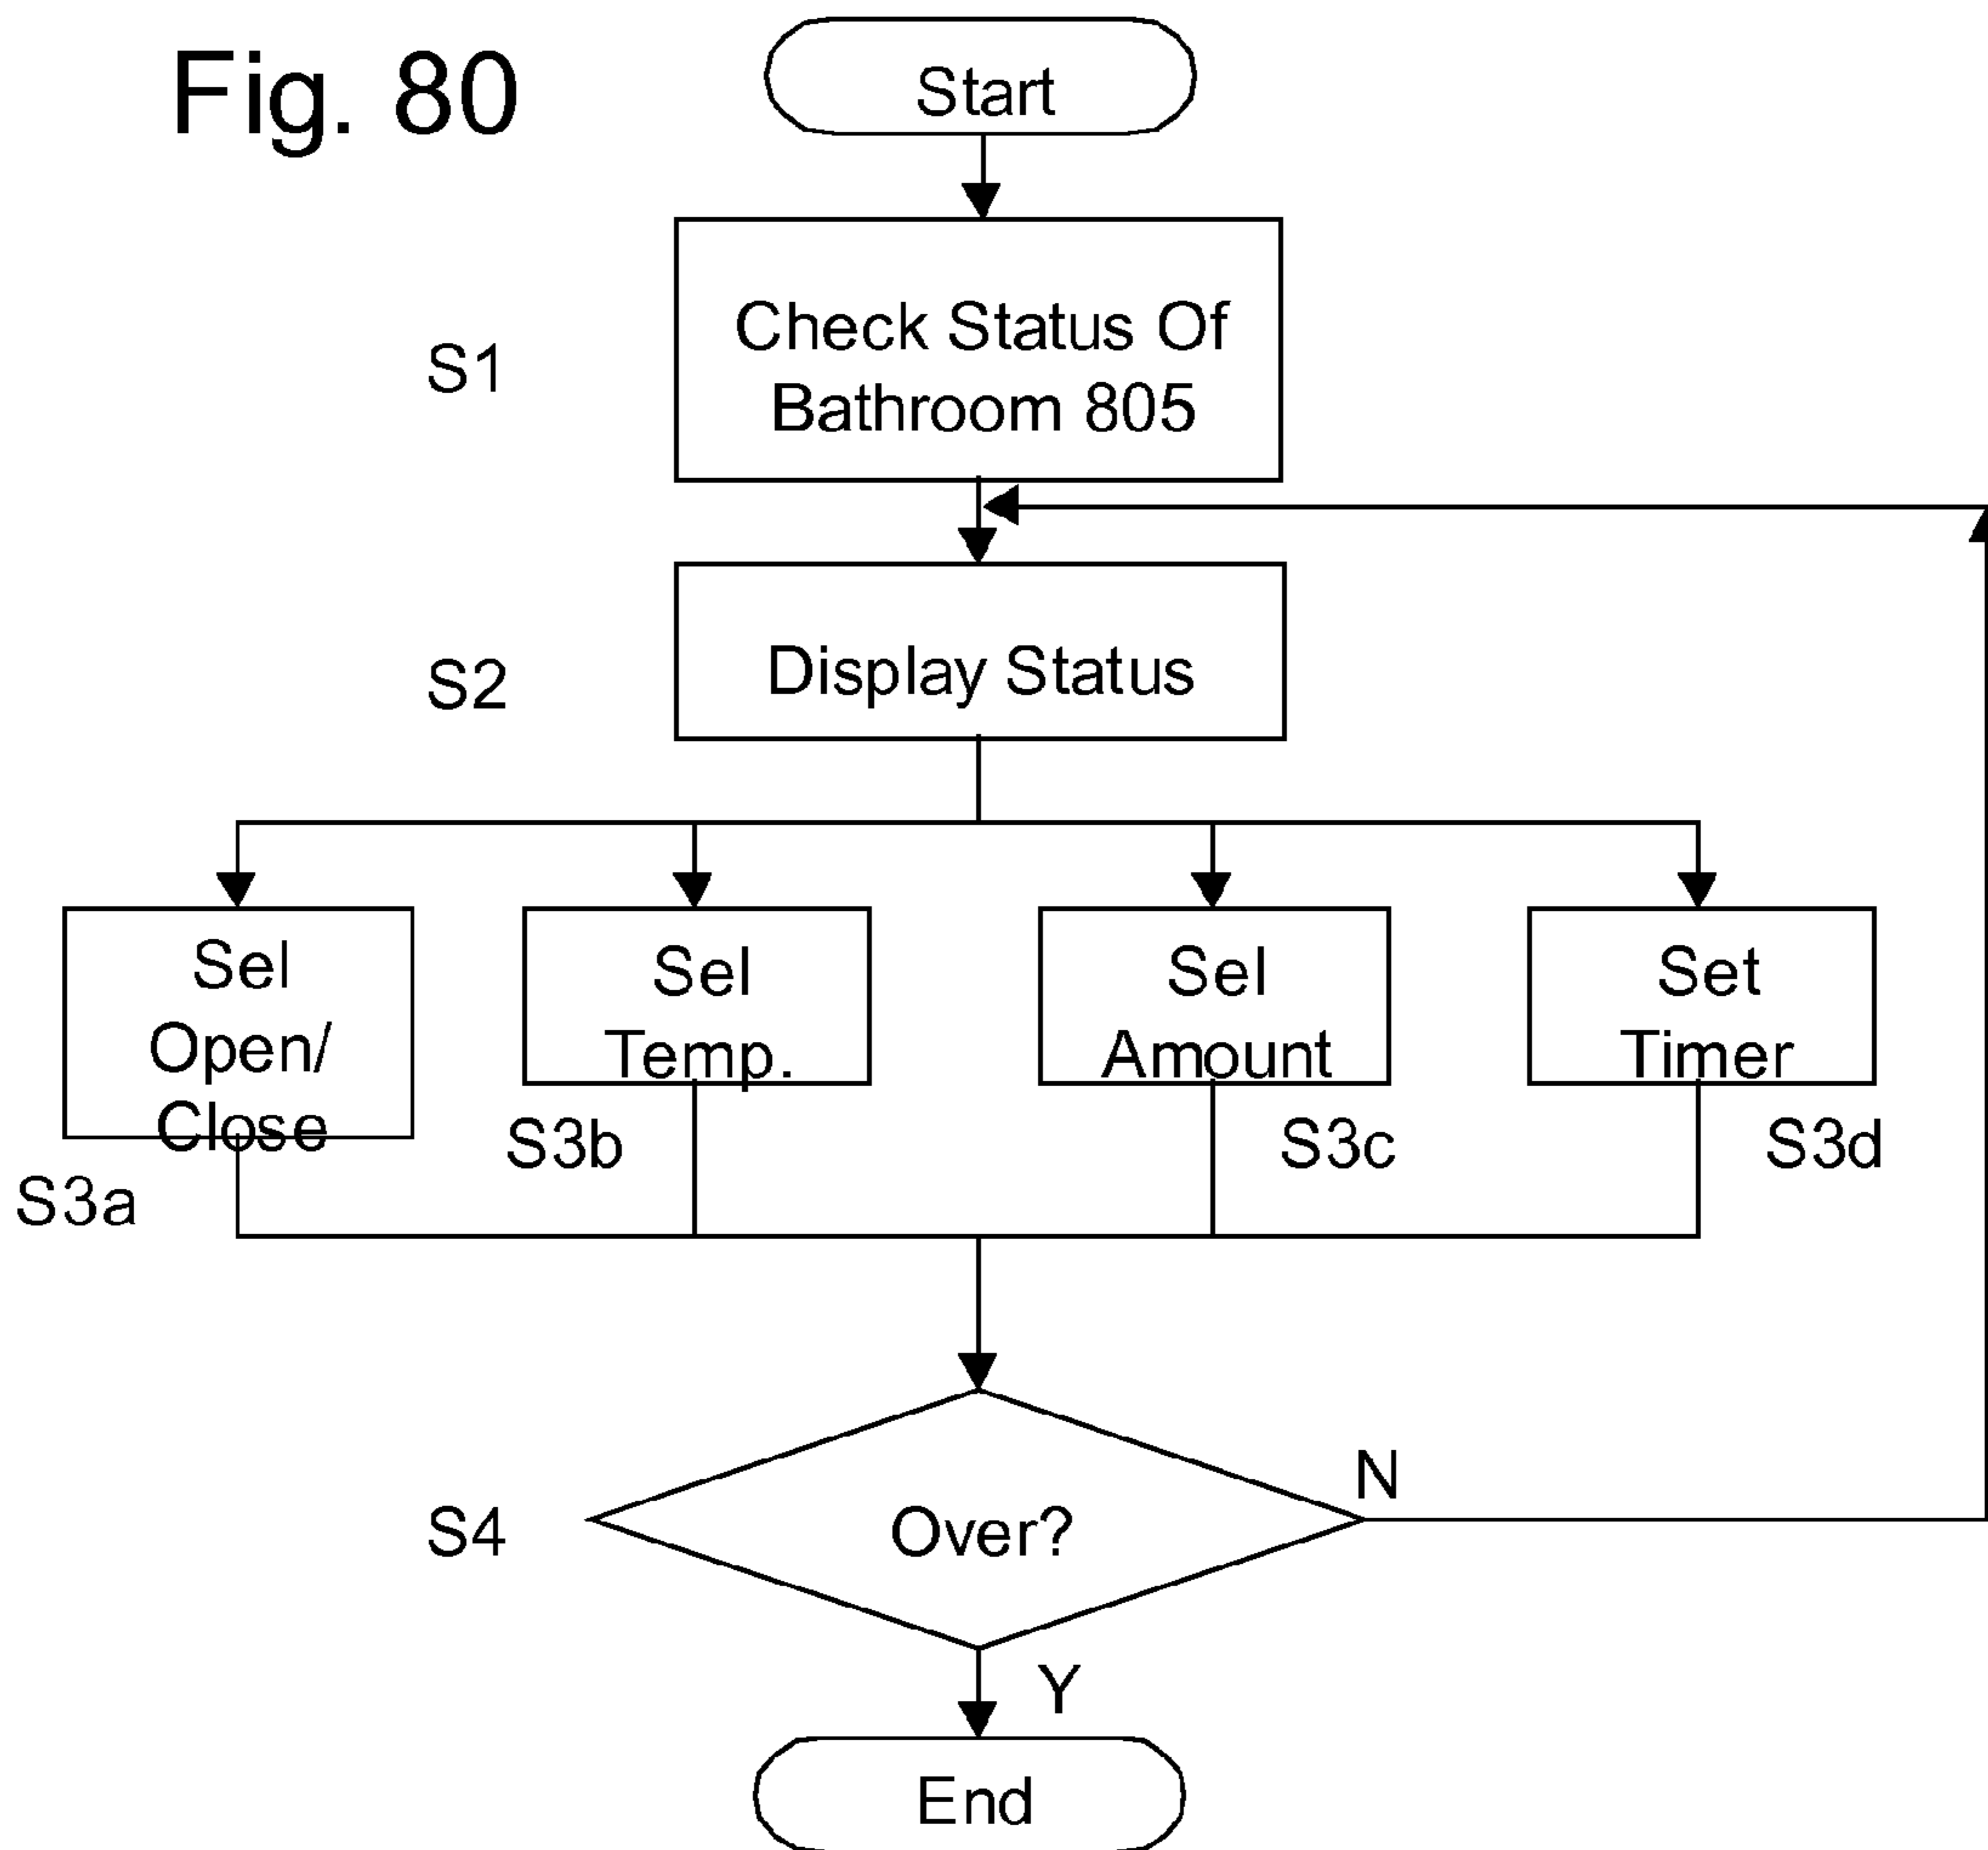 Fig. 80
Start
S1
Check Status Of
Bathroom 805
S2
Display Status
Sel
Open/
Close
S3a
Sel
Temp.
S3b
Sel
Amount
S3c
Set
Timer
S3d
S4
Over?
N
Y
End